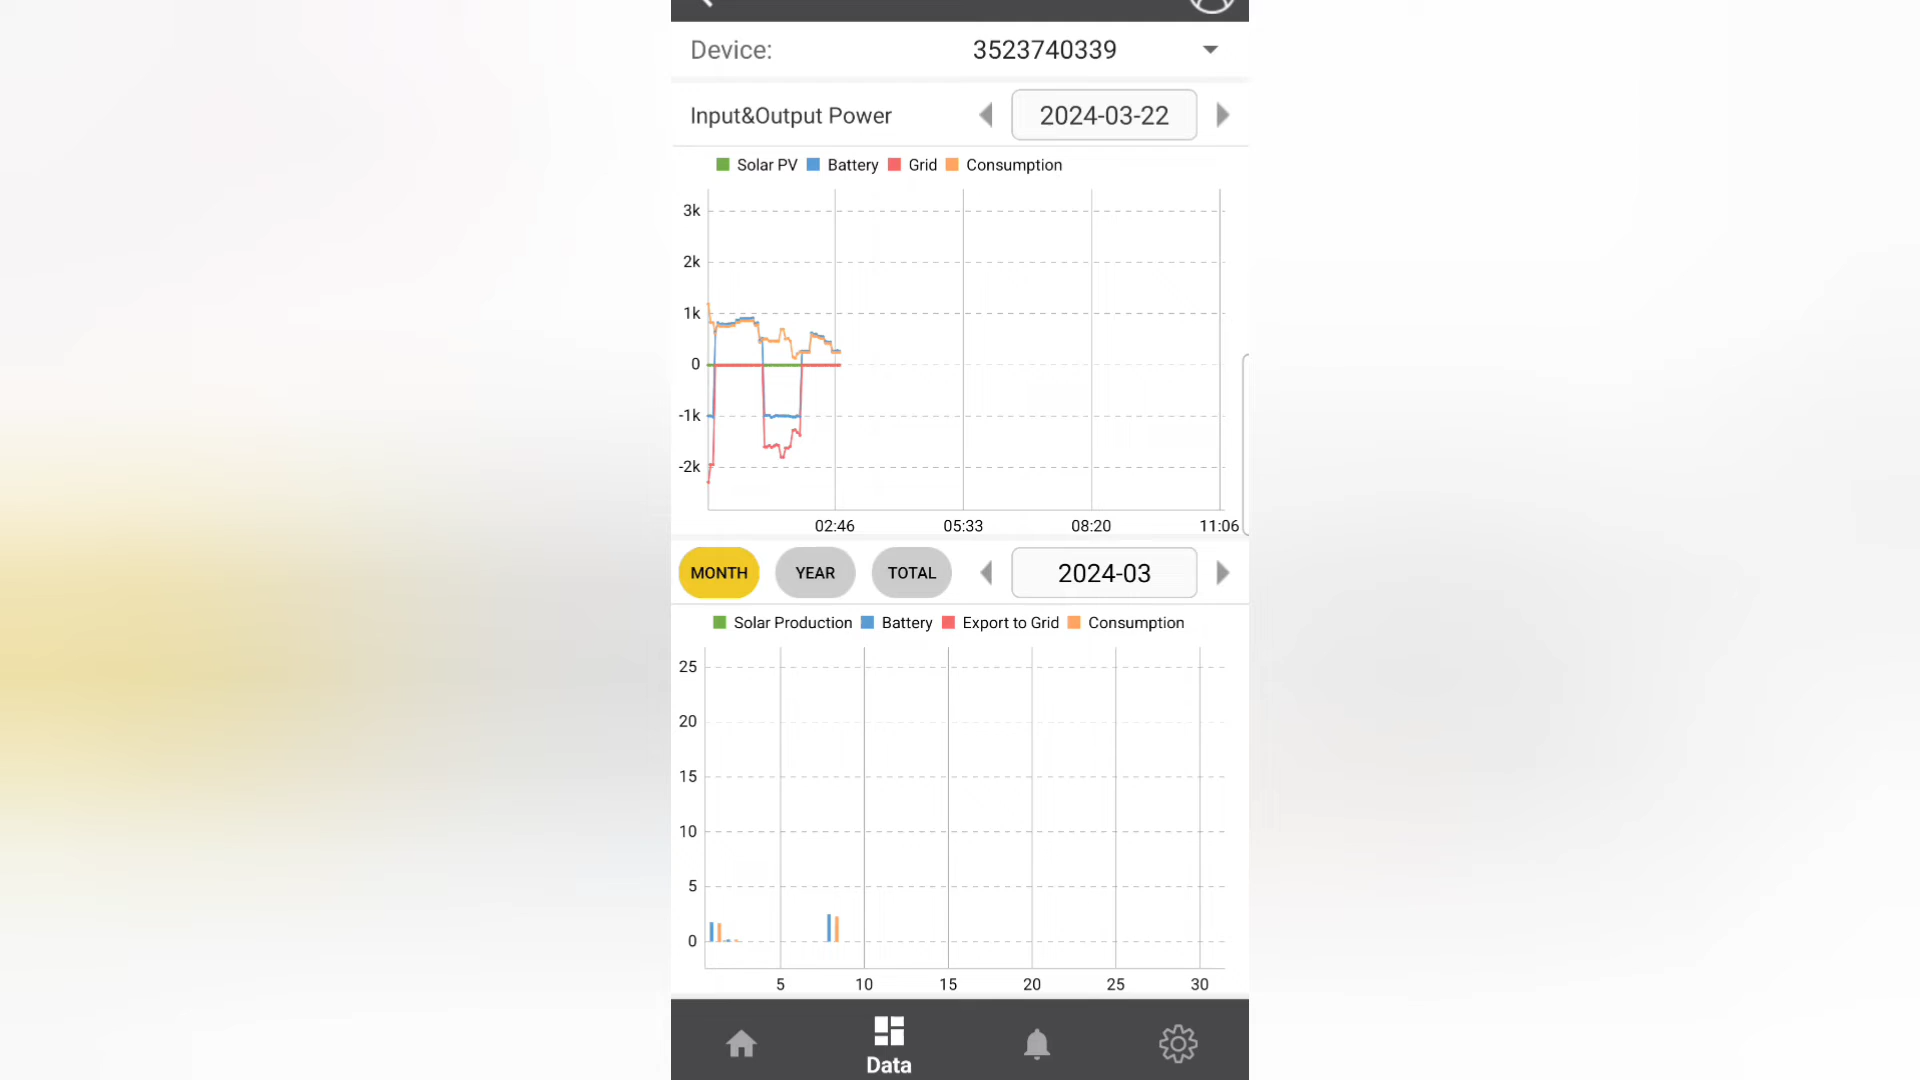 Device: 3523740339
Input&Output Power 2024-03-22
Solar PV Battery Grid Consumption
3k
2k
1k
0
-1k
-2k
02:46 05:33 08:20 11:06
MONTH YEAR TOTAL 2024-03
Solar Production Battery Export to Grid Consumption
25
20
15
10
5
0
5 10 15 20 25 30
Data